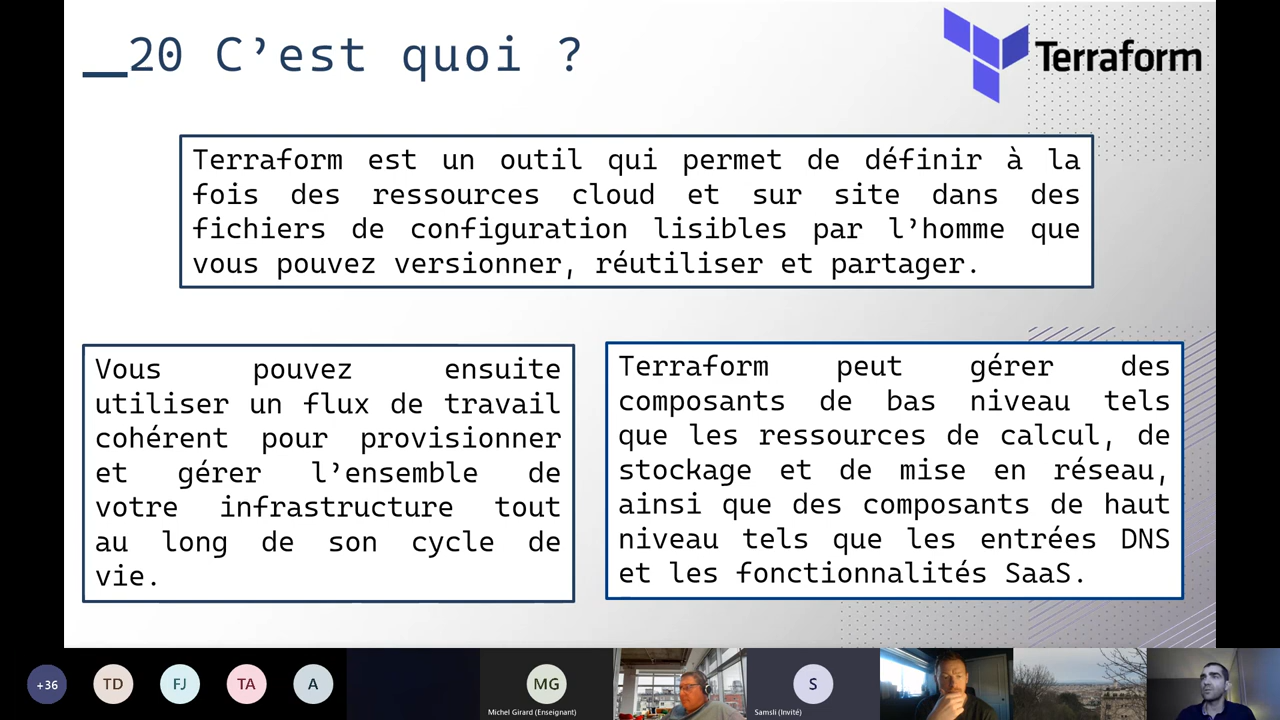 __20 C’est quoi ?
Terraform
Terraform est un outil qui permet de définir à la
fois des ressources cloud et sur site dans des
fichiers de configuration lisibles par l’homme que
vous pouvez versionner, réutiliser et partager.
Vous pouvez ensuite
utiliser un flux de travail
cohérent pour provisionner
et gérer l’ensemble de
votre infrastructure tout
au long de son cycle de
vie.
Terraform peut gérer des
composants de bas niveau tels
que les ressources de calcul, de
stockage et de mise en réseau,
ainsi que des composants de haut
niveau tels que les entrées DNS
et les fonctionnalités SaaS.
+36
TD
FJ
TA
A
MG
Michel Girard (Enseignant)
S
Samsli (Invité)